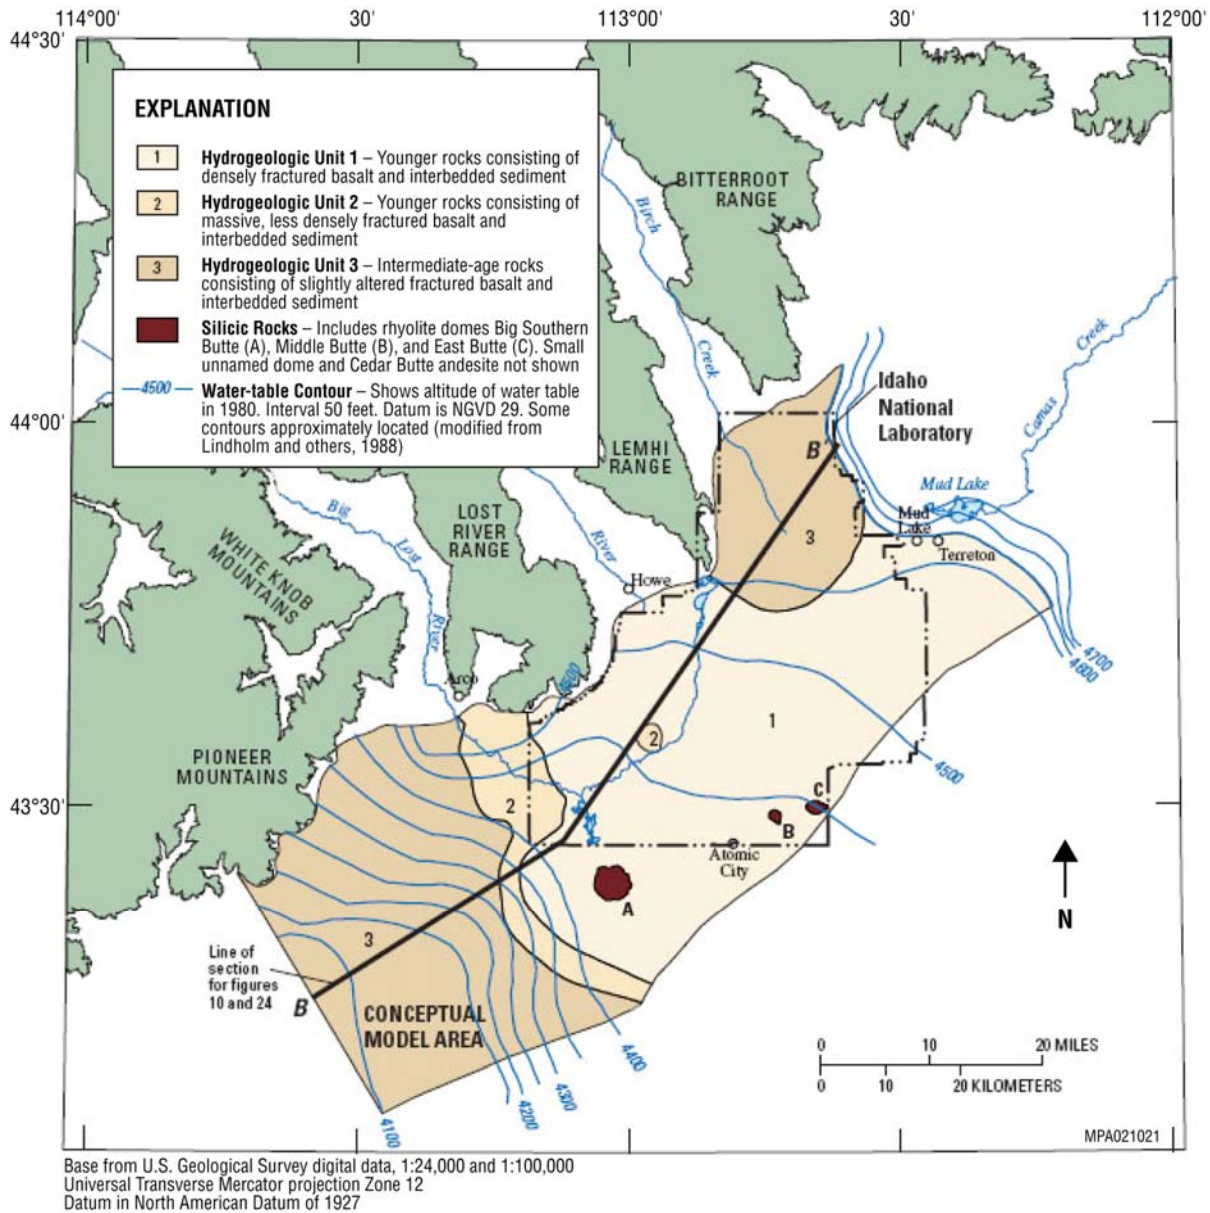 114°00' 30' 113°00' 30' 112°00'
44°30'
EXPLANATION
1 Hydrogeologic Unit 1 – Younger rocks consisting of
densely fractured basalt and interbedded sediment
2 Hydrogeologic Unit 2 – Younger rocks consisting of
massive, less densely fractured basalt and
interbedded sediment
3 Hydrogeologic Unit 3 – Intermediate-age rocks
consisting of slightly altered fractured basalt and
interbedded sediment
Silicic Rocks – Includes rhyolite domes Big Southern
Butte (A), Middle Butte (B), and East Butte (C). Small
unnamed dome and Cedar Butte andesite not shown
4500 Water-table Contour – Shows altitude of water table
in 1980. Interval 50 feet. Datum is NGVD 29. Some
contours approximately located (modified from
Lindholm and others, 1988)
BITTERROOT
RANGE
Birch
Creek
Camas
Creek
Idaho
National
Laboratory
44°00'
LEMHI
RANGE
B'
Mud Lake
Mud
Lake
Terreton
LOST
RIVER
RANGE
Big
Lost
River
River
WHITE KNOB
MOUNTAINS
3
Howe
Arco
4700
4600
1
2
PIONEER
MOUNTAINS
4500
43°30'
2
C
B
Atomic
City
A
N
3
Line of
section
for figures
10 and 24
B
CONCEPTUAL
MODEL AREA
4400
4300
4200
4100
0 10 20 MILES
0 10 20 KILOMETERS
MPA021021
Base from U.S. Geological Survey digital data, 1:24,000 and 1:100,000
Universal Transverse Mercator projection Zone 12
Datum in North American Datum of 1927